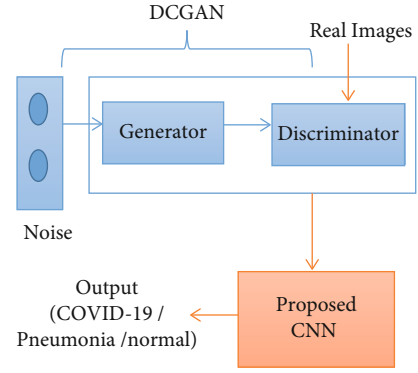 DCGAN
Real Images
Generator
Discriminator
Noise
Output
(COVID-19 /
Pneumonia /normal)
Proposed
CNN